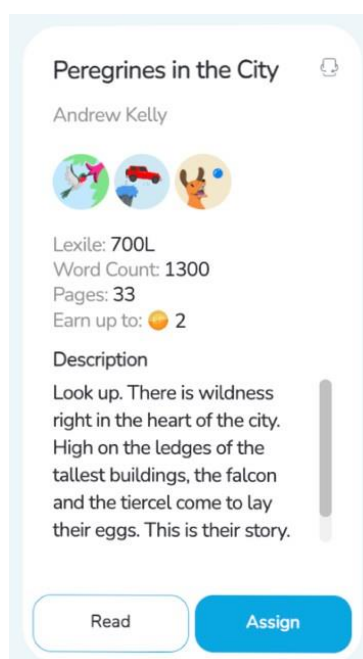 Peregrines in the City
Andrew Kelly
Lexile: 700L
Word Count: 1300
Pages: 33
Earn up to: 2
Description
Look up. There is wildness
right in the heart of the city.
High on the ledges of the
tallest buildings, the falcon
and the tiercel come to lay
their eggs. This is their story.
Read
Assign